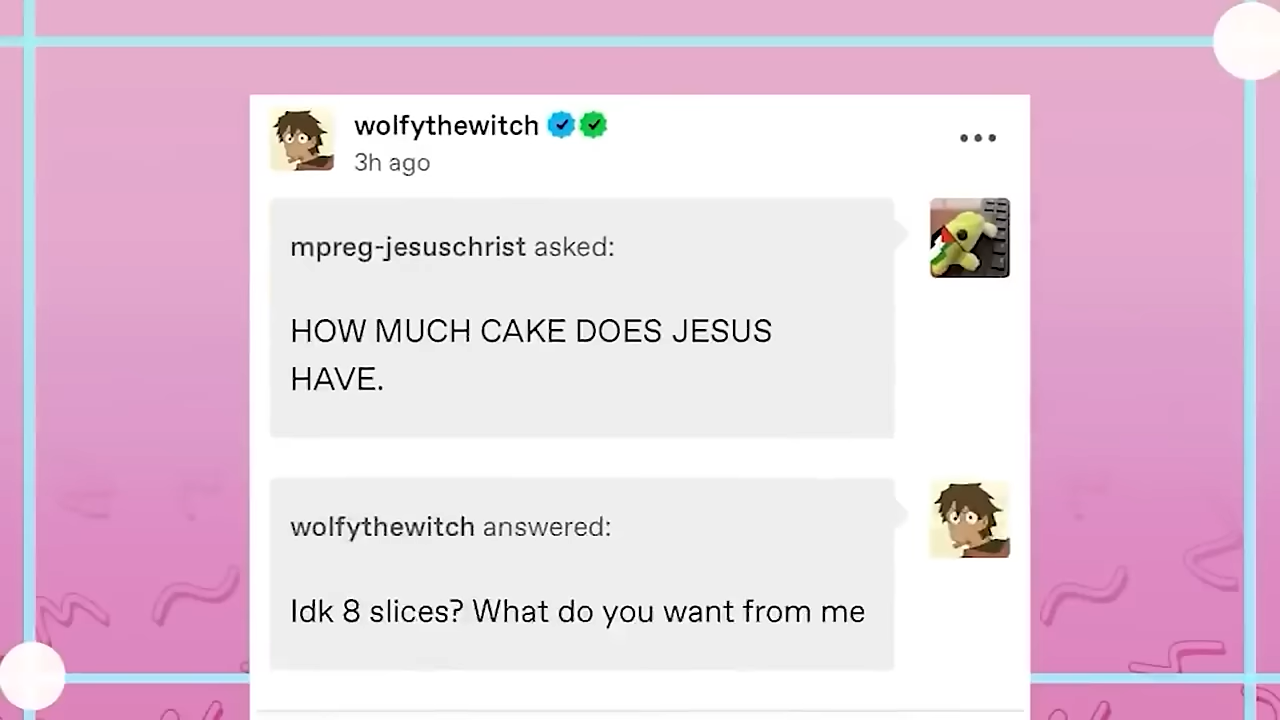 wolfythewitch
3h ago
mpreg-jesuschrist asked:
HOW MUCH CAKE DOES JESUS
HAVE.
wolfythewitch answered:
Idk 8 slices? What do you want from me